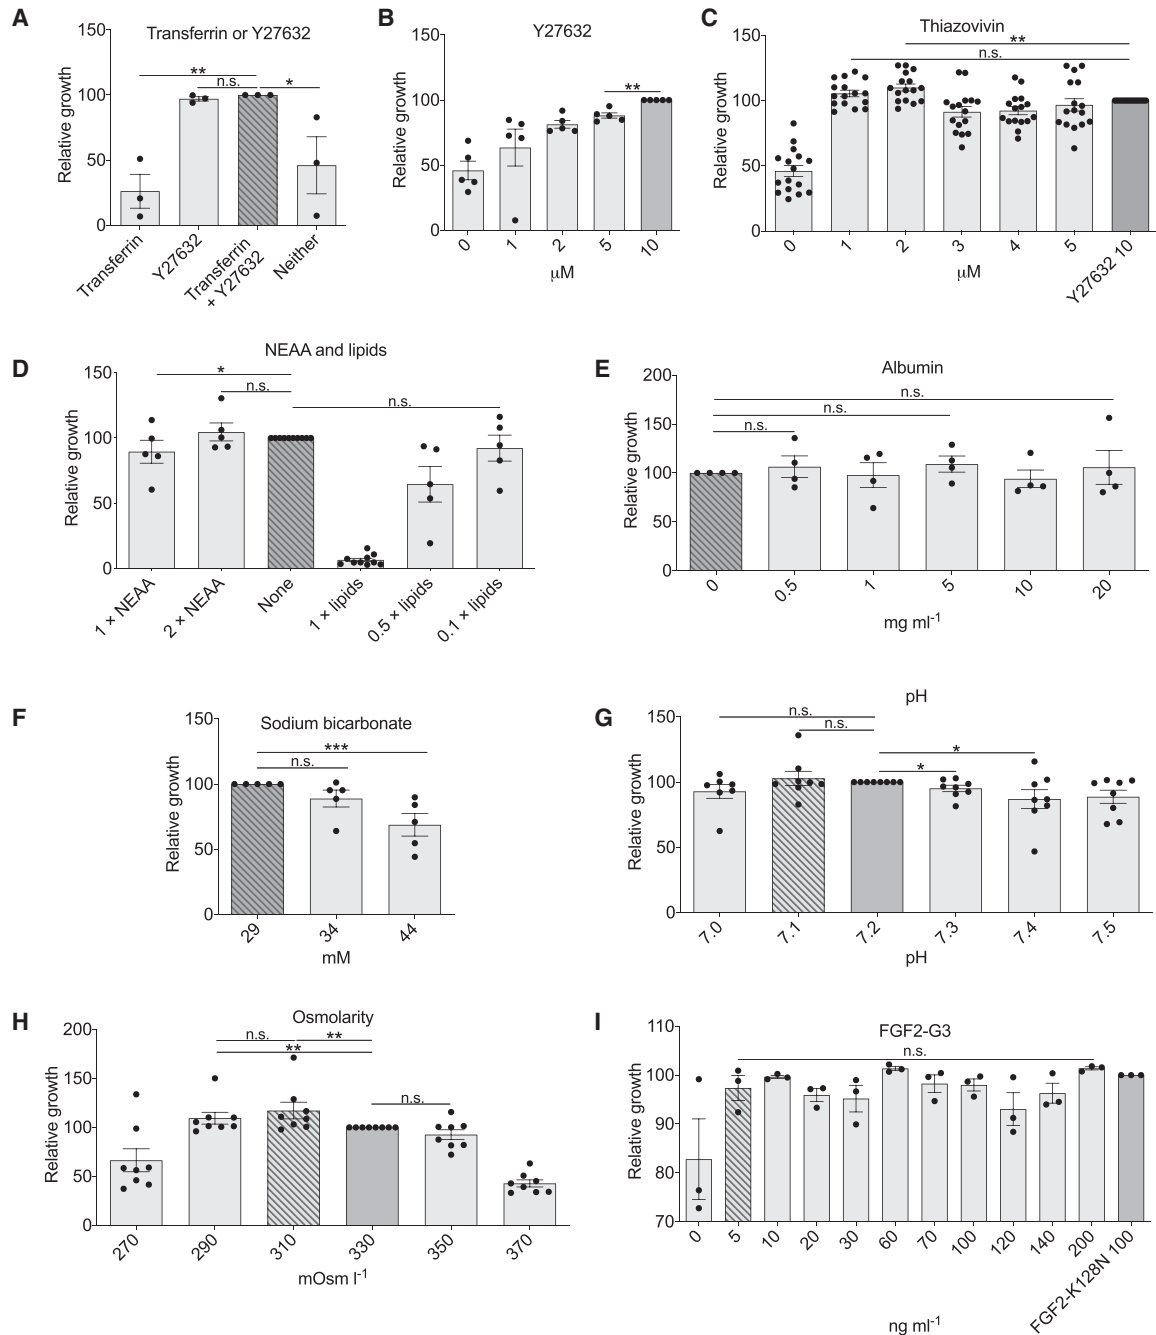 A
Transferrin or Y27632
Relative growth
150
100
50
0
**
n.s.
*
Transferrin
Y27632
Transferrin
+ Y27632
Neither
B
Y27632
Relative growth
150
100
50
0
**
0
1
2
5
10
μM
C
Thiazovivin
Relative growth
150
100
50
0
**
n.s.
0
1
2
3
4
5
Y27632 10
μM
D
NEAA and lipids
Relative growth
150
100
50
0
*
n.s.
n.s.
1 × NEAA
2 × NEAA
None
1 × lipids
0.5 × lipids
0.1 × lipids
E
Albumin
Relative growth
200
150
100
50
0
n.s.
n.s.
n.s.
0
0.5
1
5
10
20
mg ml-1
F
Sodium bicarbonate
Relative growth
150
100
50
0
***
n.s.
29
34
44
mM
G
pH
Relative growth
150
100
50
0
n.s.
n.s.
*
*
7.0
7.1
7.2
7.3
7.4
7.5
pH
H
Osmolarity
Relative growth
200
150
100
50
0
n.s.
**
**
n.s.
270
290
310
330
350
370
mOsm l-1
I
FGF2-G3
Relative growth
110
100
90
80
70
n.s.
0
5
10
20
30
60
70
100
120
140
200
FGF2-K128N 100
ng ml-1